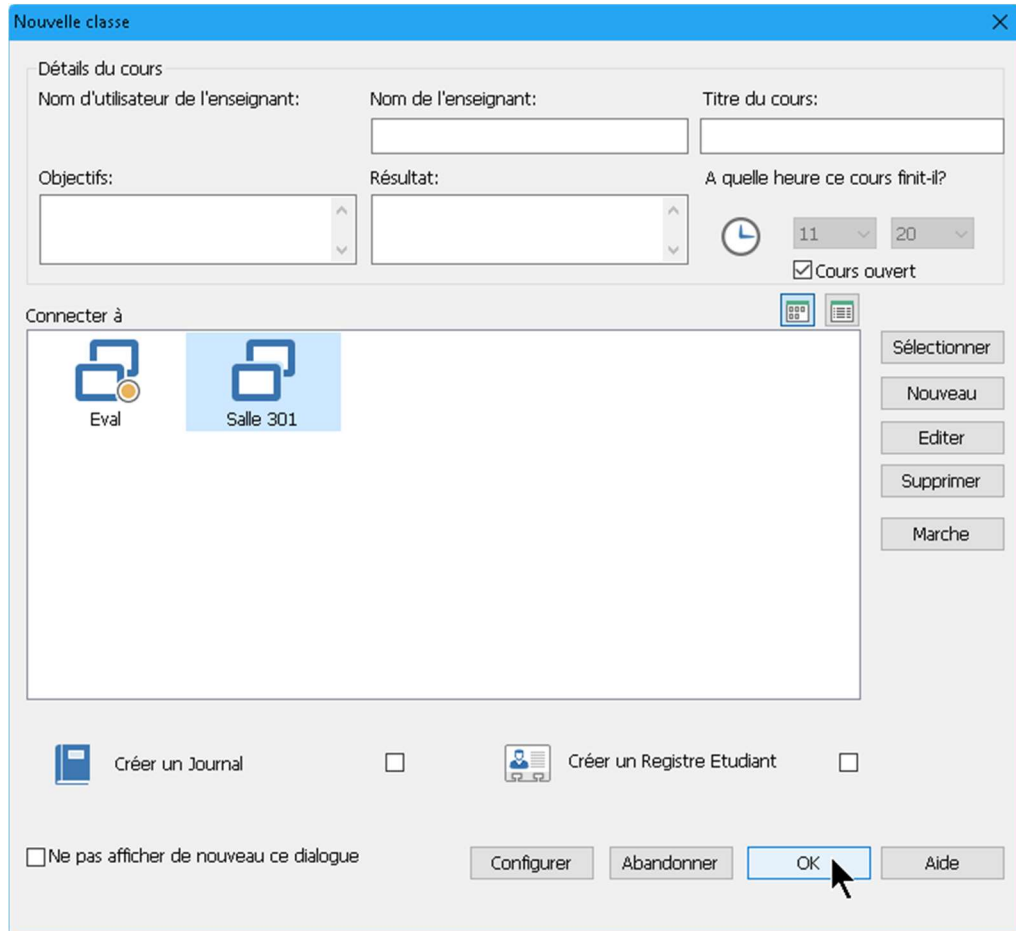 Nouvelle classe
Détails du cours
Nom d'utilisateur de l'enseignant:
Nom de l'enseignant:
Titre du cours:
Objectifs:
Résultat:
A quelle heure ce cours finit-il?
11
20
Cours ouvert
Connecter à
Eval
Salle 301
Sélectionner
Nouveau
Editer
Supprimer
Marche
Créer un Journal
Créer un Registre Etudiant
Ne pas afficher de nouveau ce dialogue
Configurer
Abandonner
OK
Aide